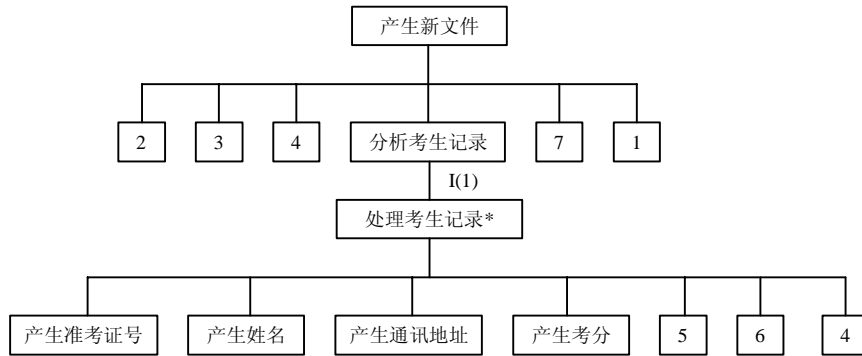 产生新文件
2
3
4
分析考生记录
7
1
I(1)
处理考生记录*
产生准考证号
产生姓名
产生通讯地址
产生考分
5
6
4